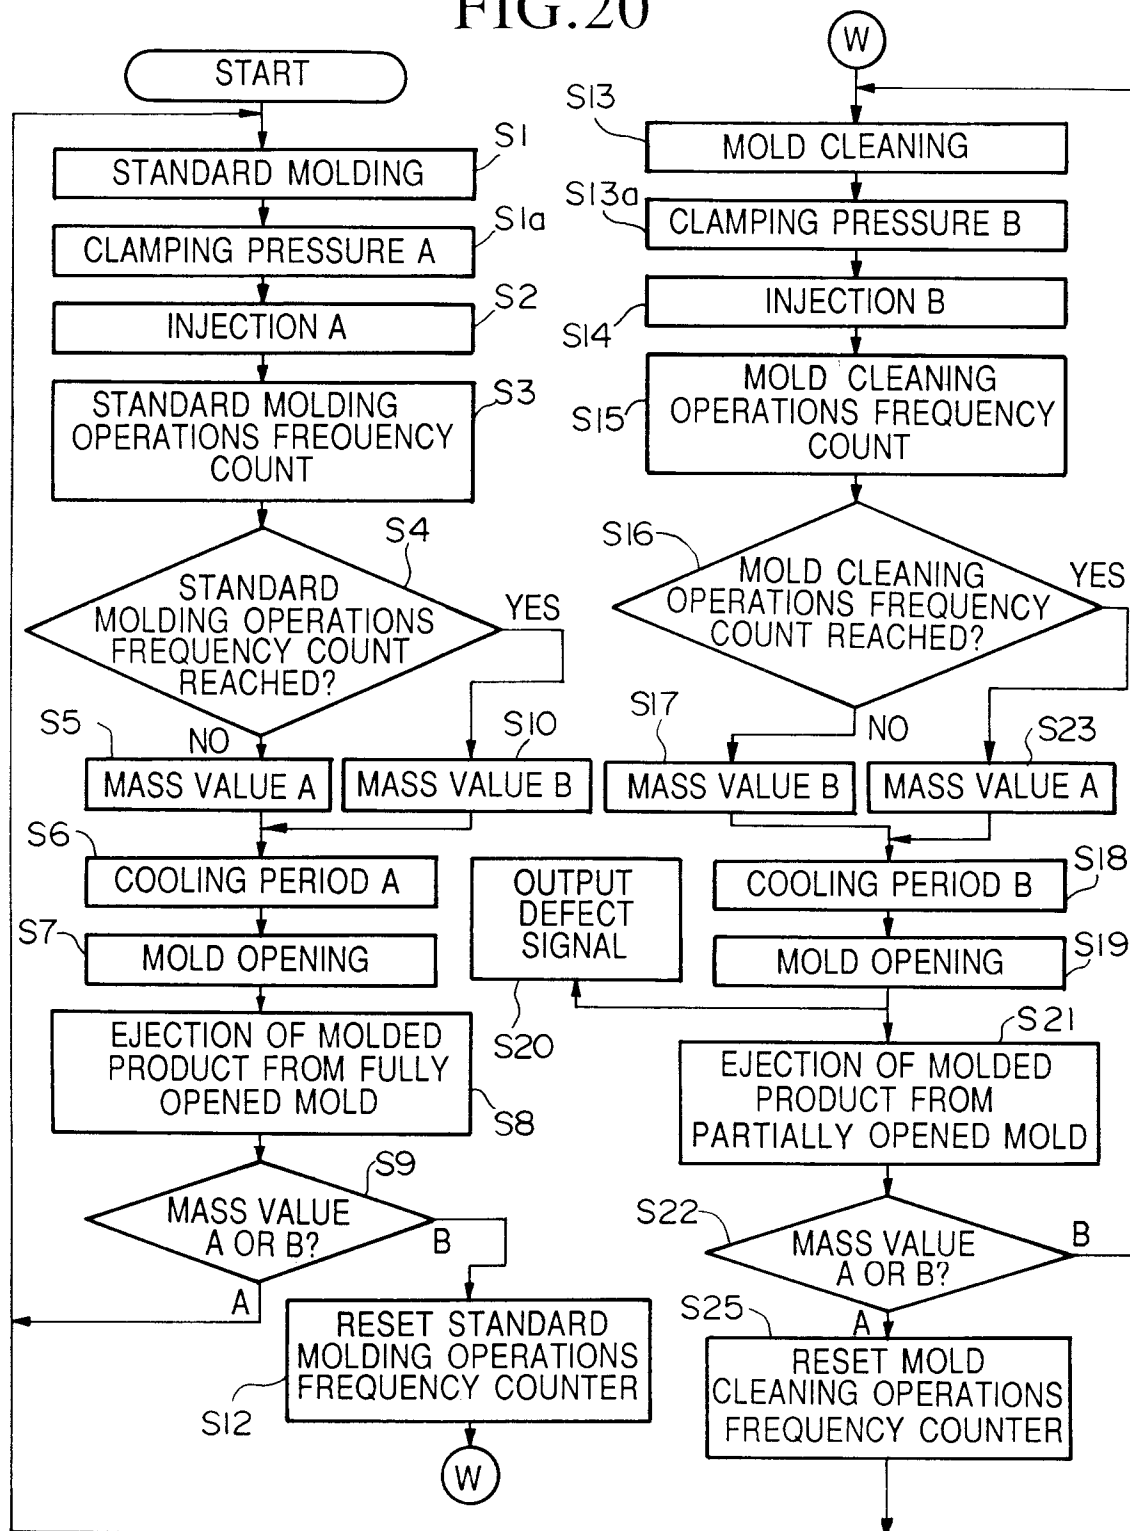 FIG.20
START
S1
STANDARD MOLDING
S1a
CLAMPING PRESSURE A
S2
INJECTION A
S3
STANDARD MOLDING
OPERATIONS FREOUENCY
COUNT
S4
STANDARD
MOLDING OPERATIONS
FREQUENCY COUNT
REACHED?
YES
NO
S5
MASS VALUE A
S10
MASS VALUE B
S6
COOLING PERIOD A
S7
MOLD OPENING
EJECTION OF MOLDED
PRODUCT FROM FULLY
OPENED MOLD
S8
S9
MASS VALUE
A OR B?
B
A
RESET STANDARD
MOLDING OPERATIONS
FREQUENCY COUNTER
S12
W
W
S13
MOLD CLEANING
S13a
CLAMPING PRESSURE B
INJECTION B
S14
MOLD CLEANING
OPERATIONS FREQUENCY
COUNT
S15
S16
MOLD CLEANING
OPERATIONS FREQUENCY
COUNT REACHED?
YES
NO
S17
MASS VALUE B
S23
MASS VALUE A
COOLING PERIOD B
S18
MOLD OPENING
S19
OUTPUT
DEFECT
SIGNAL
S20
S21
EJECTION OF MOLDED
PRODUCT FROM
PARTIALLY OPENED MOLD
S22
MASS VALUE
A OR B?
B
A
S25
RESET MOLD
CLEANING OPERATIONS
FREQUENCY COUNTER